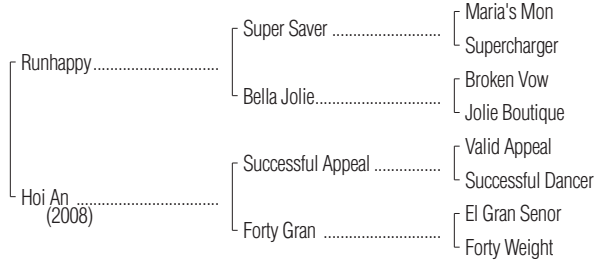 Maria's Mon
Super Saver ........................
Supercharger
Runhappy............................
Broken Vow
Bella Jolie............................
Jolie Boutique
Valid Appeal
Successful Appeal ...............
Successful Dancer
Hoi An ................................
(2008)
El Gran Senor
Forty Gran ..........................
Forty Weight